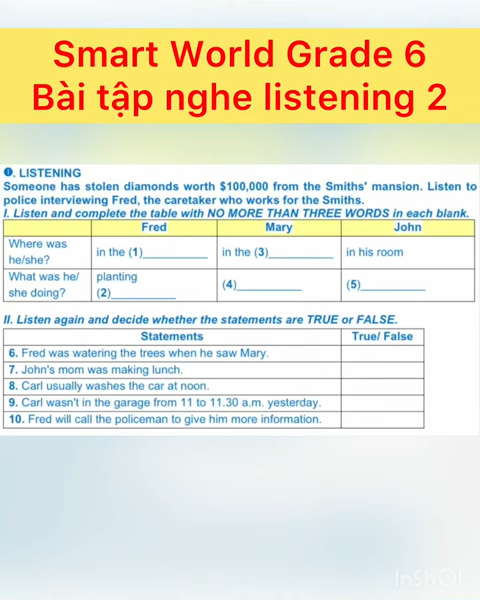 Smart World Grade 6
Bài tập nghe listening 2
❶. LISTENING
Someone has stolen diamonds worth $100,000 from the Smiths' mansion. Listen to
police interviewing Fred, the caretaker who works for the Smiths.
I. Listen and complete the table with NO MORE THAN THREE WORDS in each blank.
Fred Mary John
Where was he/she? in the (1)__________ in the (3)__________ in his room
What was he/ she doing? planting (2)__________ (4)__________ (5)__________
II. Listen again and decide whether the statements are TRUE or FALSE.
Statements True/ False
6. Fred was watering the trees when he saw Mary.
7. John's mom was making lunch.
8. Carl usually washes the car at noon.
9. Carl wasn't in the garage from 11 to 11.30 a.m. yesterday.
10. Fred will call the policeman to give him more information.
InShOt